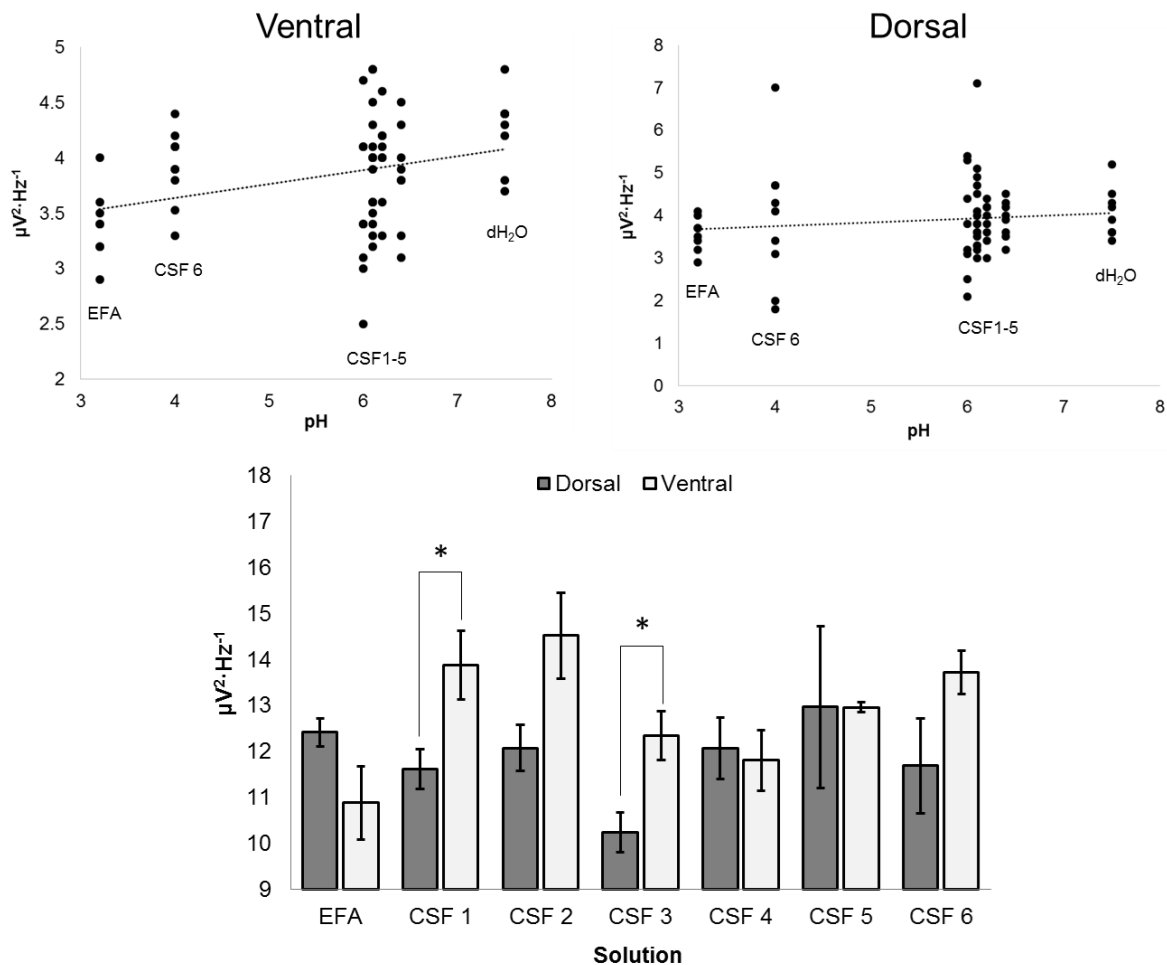 Ventral
5
4.5
4
3.5
3
2.5
2
µV²·Hz⁻¹
EFA
CSF 6
CSF1-5
dH₂O
3 4 5 6 7 8
pH
Dorsal
8
7
6
5
4
3
2
1
0
µV²·Hz⁻¹
EFA
CSF 6
CSF1-5
dH₂O
3 4 5 6 7 8
pH
Dorsal Ventral
18
17
16
15
14
13
12
11
10
9
µV²·Hz⁻¹
*
*
EFA CSF 1 CSF 2 CSF 3 CSF 4 CSF 5 CSF 6
Solution